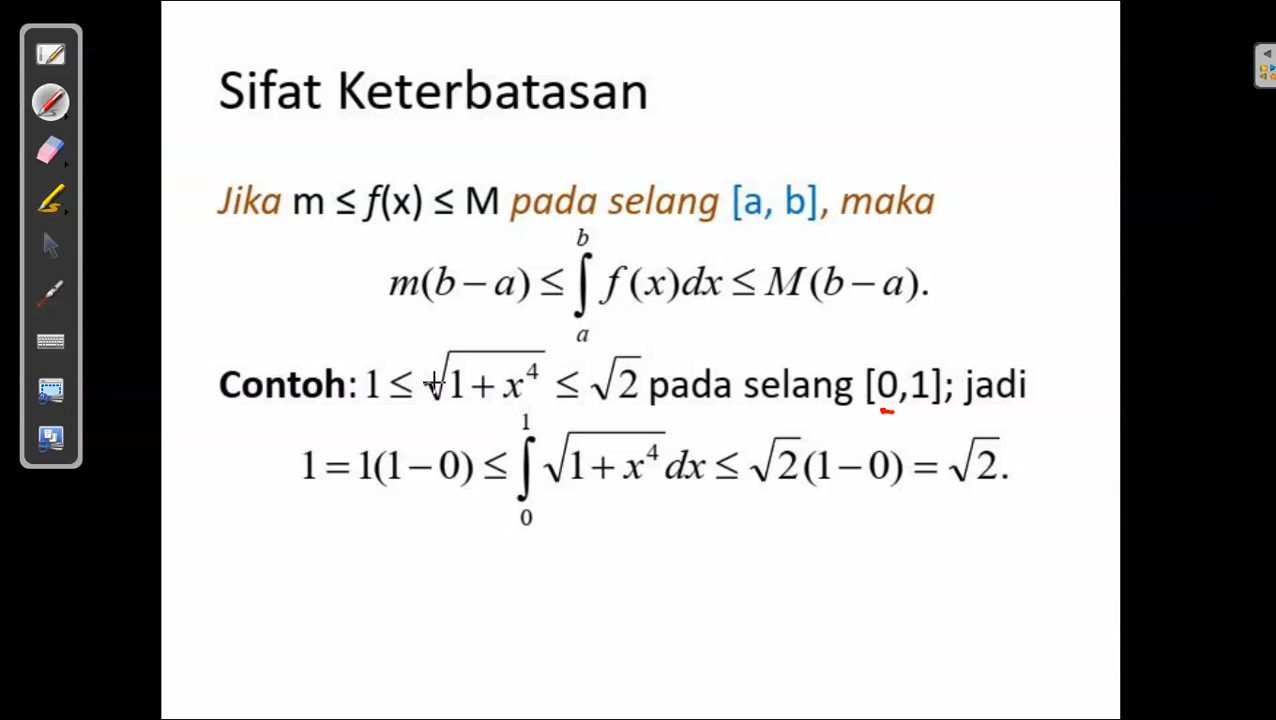 Sifat Keterbatasan
Jika m ≤ f(x) ≤ M pada selang [a, b], maka
m(b − a) ≤ ∫_a^b f(x)dx ≤ M(b − a).
Contoh: 1 ≤ √(1 + x⁴) ≤ √2 pada selang [0,1]; jadi
1 = 1(1 − 0) ≤ ∫_0^1 √(1 + x⁴) dx ≤ √2(1 − 0) = √2.